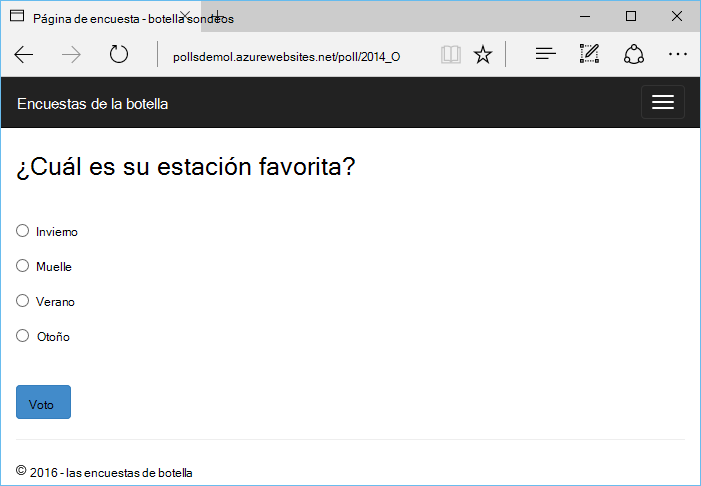 Página de encuesta - botella sondeos
pollsdemol.azurewebsites.net/poll/2014_O
Encuestas de la botella
¿Cuál es su estación favorita?
Invierno
Muelle
Verano
Otoño
Voto
© 2016 - las encuestas de botella